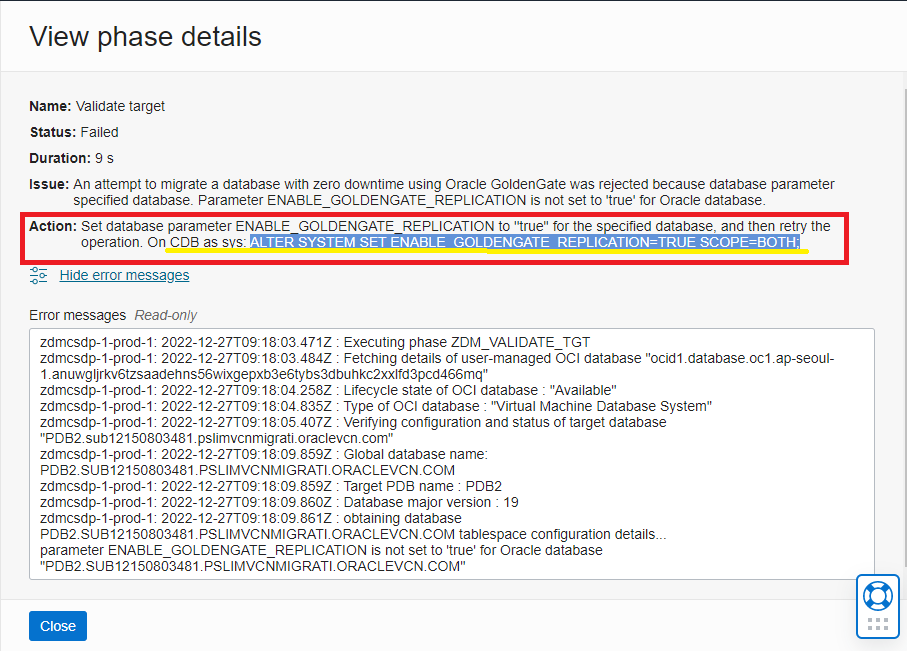 View phase details
Name: Validate target
Status: Failed
Duration: 9 s
Issue: An attempt to migrate a database with zero downtime using Oracle GoldenGate was rejected because database parameter
specified database. Parameter ENABLE_GOLDENGATE_REPLICATION is not set to 'true' for Oracle database.
Action: Set database parameter ENABLE_GOLDENGATE_REPLICATION to "true" for the specified database, and then retry the
operation. On CDB as sys: ALTER SYSTEM SET ENABLE_GOLDENGATE_REPLICATION=TRUE SCOPE=BOTH;
Hide error messages
Error messages Read-only
zdmcsdp-1-prod-1: 2022-12-27T09:18:03.471Z : Executing phase ZDM_VALIDATE_TGT
zdmcsdp-1-prod-1: 2022-12-27T09:18:03.484Z : Fetching details of user-managed OCI database "ocid1.database.oc1.ap-seoul-
1.anuwgljrkv6tzsaadehns56wixgepxb3e6tybs3dbuhkc2xxlfd3pcd466mq"
zdmcsdp-1-prod-1: 2022-12-27T09:18:04.258Z : Lifecycle state of OCI database : "Available"
zdmcsdp-1-prod-1: 2022-12-27T09:18:04.835Z : Type of OCI database : "Virtual Machine Database System"
zdmcsdp-1-prod-1: 2022-12-27T09:18:05.407Z : Verifying configuration and status of target database
"PDB2.sub12150803481.pslimvcnmigrati.oraclevcn.com"
zdmcsdp-1-prod-1: 2022-12-27T09:18:09.859Z : Global database name:
PDB2.SUB12150803481.PSLIMVCNMIGRATI.ORACLEVCN.COM
zdmcsdp-1-prod-1: 2022-12-27T09:18:09.859Z : Target PDB name : PDB2
zdmcsdp-1-prod-1: 2022-12-27T09:18:09.860Z : Database major version : 19
zdmcsdp-1-prod-1: 2022-12-27T09:18:09.861Z : obtaining database
PDB2.SUB12150803481.PSLIMVCNMIGRATI.ORACLEVCN.COM tablespace configuration details...
parameter ENABLE_GOLDENGATE_REPLICATION is not set to 'true' for Oracle database
"PDB2.SUB12150803481.PSLIMVCNMIGRATI.ORACLEVCN.COM"
Close